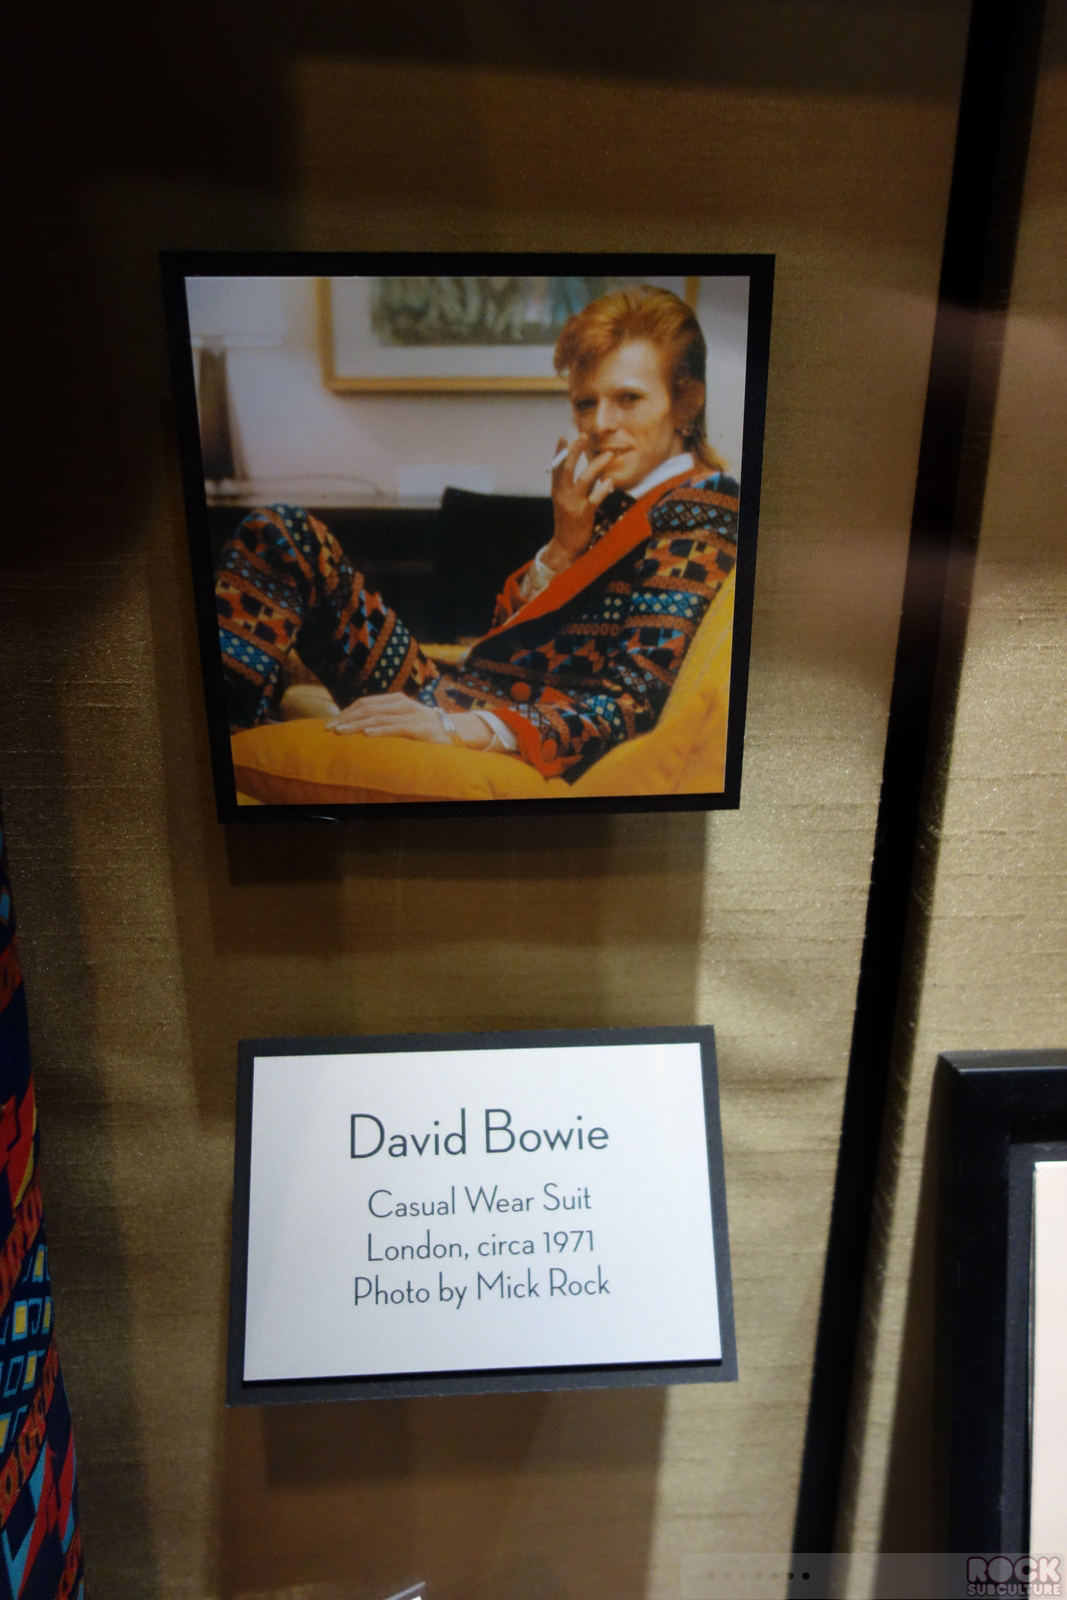 David Bowie
Casual Wear Suit
London, circa 1971
Photo by Mick Rock
ROCK
SUBCULTURE